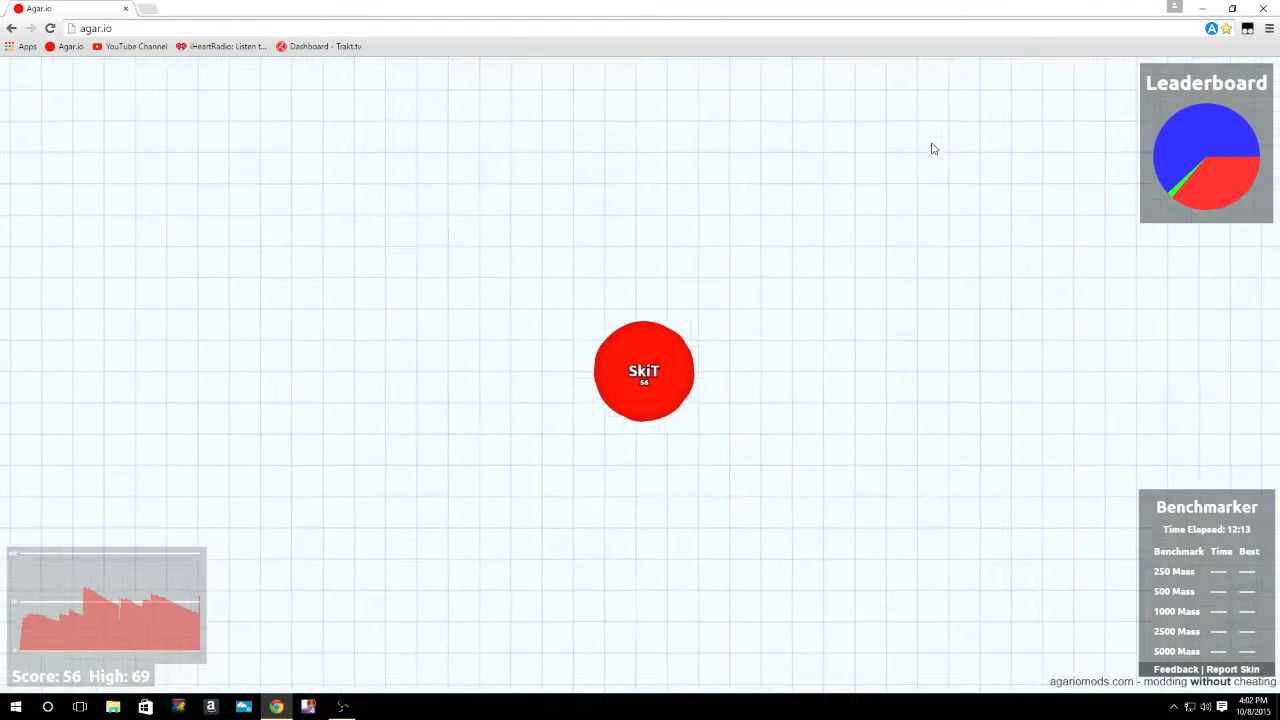 Agar.io
agar.io
Apps Agar.io YouTube Channel iHeartRadio: Listen t... Dashboard - Trakt.tv
Leaderboard
SkiT
56
Benchmarker
Time Elapsed: 12:13
Benchmark Time Best
250 Mass
500 Mass
1000 Mass
2500 Mass
5000 Mass
Feedback | Report Skin
Score: 56 High: 69
agariomods.com - modding without cheating
4:02 PM
10/8/2015